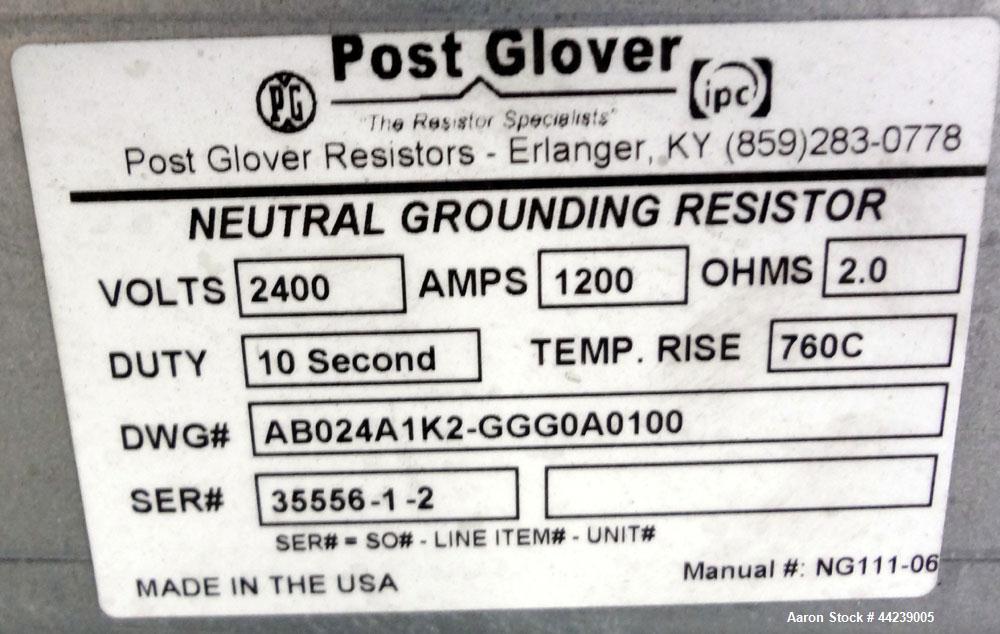 Post Glover
PG
ipc
"The Resistor Specialists"
Post Glover Resistors - Erlanger, KY (859)283-0778
NEUTRAL GROUNDING RESISTOR
VOLTS 2400 AMPS 1200 OHMS 2.0
DUTY 10 Second TEMP. RISE 760C
DWG# AB024A1K2-GGG0A0100
SER# 35556-1 -2
SER# = SO# - LINE ITEM# - UNIT#
MADE IN THE USA Manual #: NG111-06
Aaron Stock # 44239005